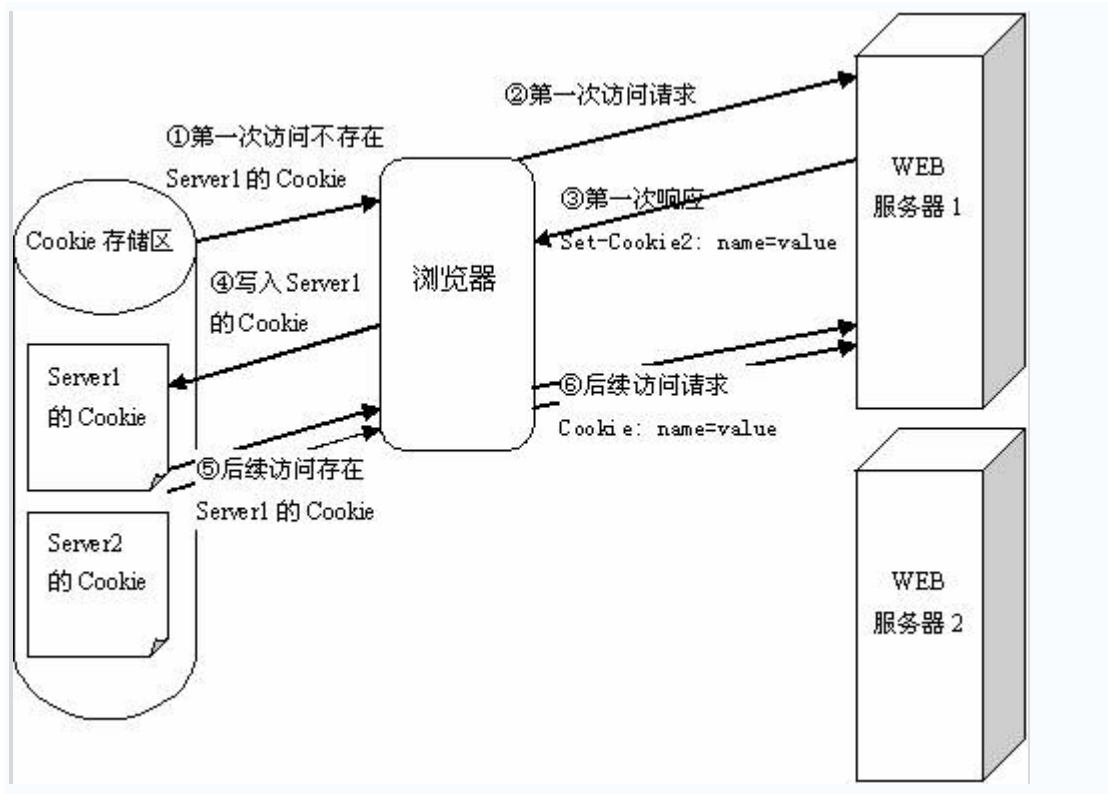 ②第一次访问请求
①第一次访问不存在
Server1 的 Cookie
WEB
服务器 1
③第一次响应
Set-Cookie2: name=value
Cookie 存储区
浏览器
④写入 Server1
的 Cookie
Server1
的 Cookie
⑥后续访问请求
Cookie: name=value
⑤后续访问存在
Server1 的 Cookie
Server2
的 Cookie
WEB
服务器 2